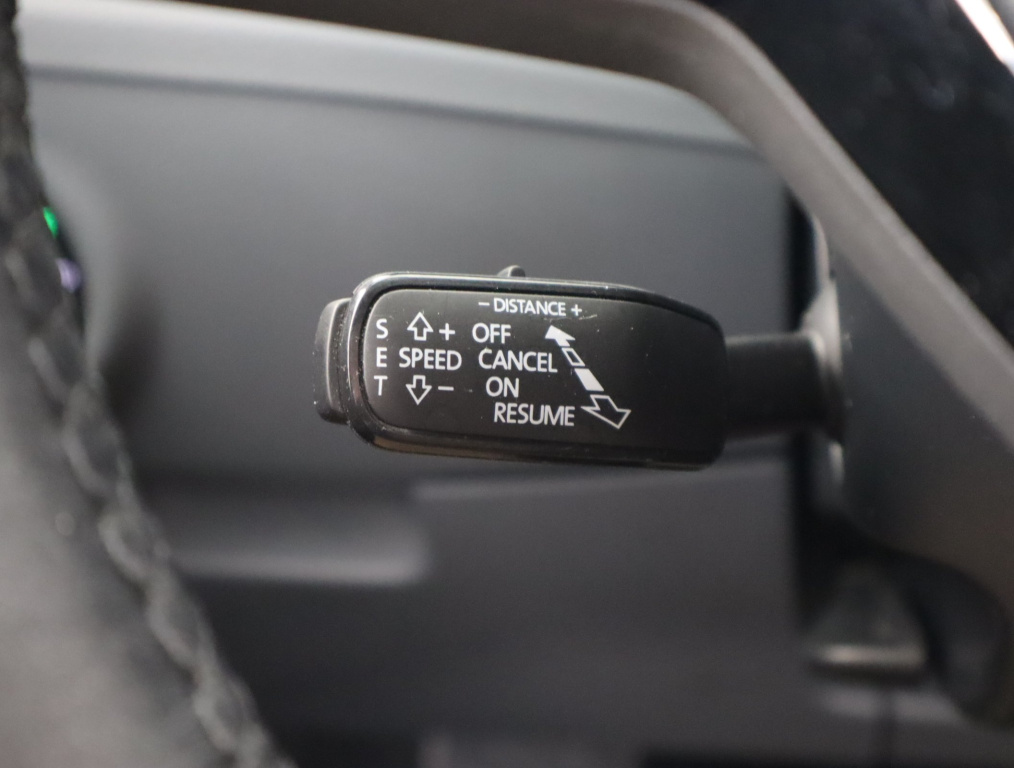 − DISTANCE +
S + OFF
E SPEED CANCEL
T − ON
RESUME